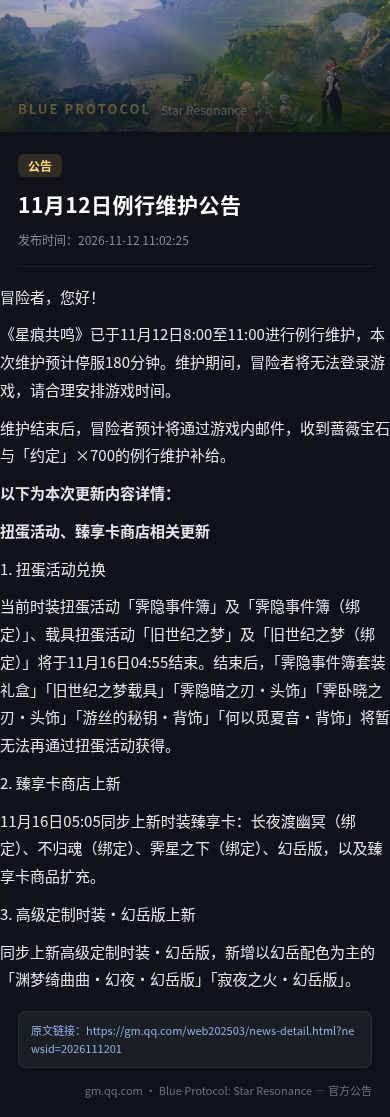 BLUE PROTOCOL Star Resonance
公告
11月12日例行维护公告
发布时间：2026-11-12 11:02:25
冒险者，您好！
《星痕共鸣》已于11月12日8:00至11:00进行例行维护，本
次维护预计停服180分钟。维护期间，冒险者将无法登录游
戏，请合理安排游戏时间。
维护结束后，冒险者预计将通过游戏内邮件，收到蔷薇宝石
与「约定」×700的例行维护补给。
以下为本次更新内容详情：
扭蛋活动、臻享卡商店相关更新
1. 扭蛋活动兑换
当前时装扭蛋活动「霁隐事件簿」及「霁隐事件簿（绑
定）」、载具扭蛋活动「旧世纪之梦」及「旧世纪之梦（绑
定）」将于11月16日04:55结束。结束后，「霁隐事件簿套装
礼盒」「旧世纪之梦载具」「霁隐暗之刃・头饰」「霁卧晓之
刃・头饰」「游丝的秘钥・背饰」「何以觅夏音・背饰」将暂
无法再通过扭蛋活动获得。
2. 臻享卡商店上新
11月16日05:05同步上新时装臻享卡：长夜渡幽冥（绑
定）、不归魂（绑定）、霁星之下（绑定）、幻岳版，以及臻
享卡商品扩充。
3. 高级定制时装・幻岳版上新
同步上新高级定制时装・幻岳版，新增以幻岳配色为主的
「渊梦绮曲曲・幻夜・幻岳版」「寂夜之火・幻岳版」。
原文链接：https://gm.qq.com/web202503/news-detail.html?ne
wsid=2026111201
gm.qq.com · Blue Protocol: Star Resonance — 官方公告